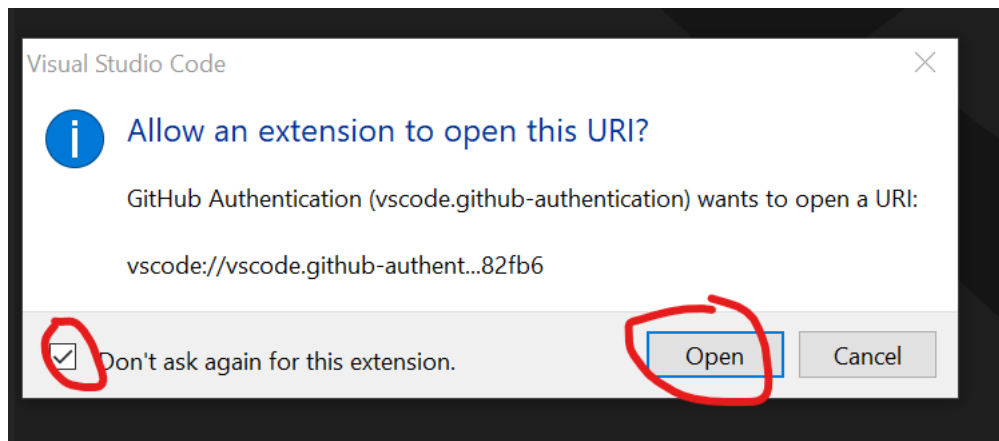 Visual Studio Code
Allow an extension to open this URI?
GitHub Authentication (vscode.github-authentication) wants to open a URI:
vscode://vscode.github-authent...82fb6
Don't ask again for this extension.
Open
Cancel